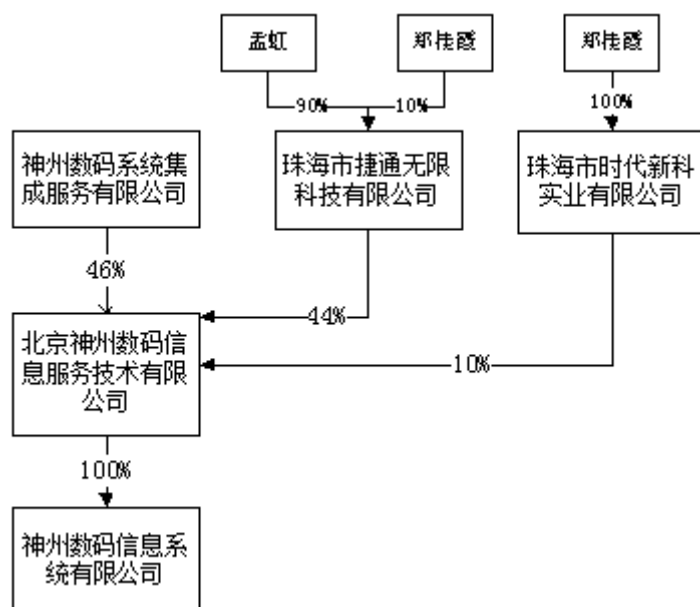 孟虹
郑桂霞
郑桂霞
90%
10%
100%
神州数码系统集
成服务有限公司
珠海市捷通无限
科技有限公司
珠海市时代新科
实业有限公司
46%
44%
北京神州数码信
息服务技术有限
公司
10%
100%
神州数码信息系
统有限公司